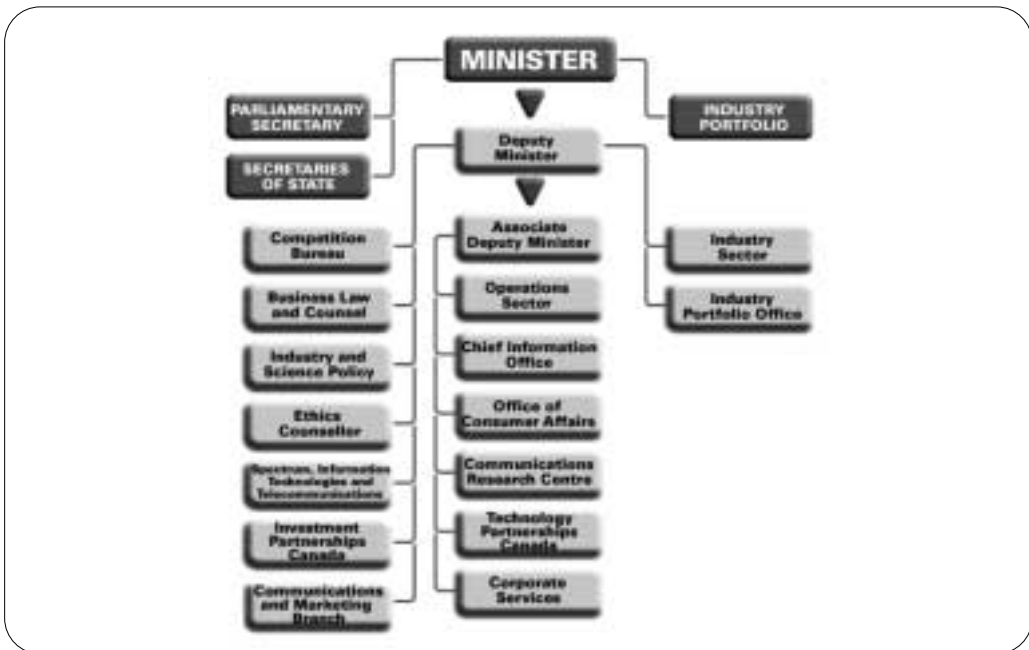 MINISTER
PARLIAMENTARY
SECRETARY
INDUSTRY
PORTFOLIO
SECRETARIES
OF STATE
Deputy
Minister
Competition
Bureau
Business Law
and Counsel
Industry and
Science Policy
Ethics
Counsellor
Spectrum, Information
Technologies and
Telecommunications
Investment
Partnerships
Canada
Communications
and Marketing
Branch
Associate
Deputy Minister
Operations
Sector
Chief Information
Office
Office of
Consumer Affairs
Communications
Research Centre
Technology
Partnerships
Canada
Corporate
Services
Industry
Sector
Industry
Portfolio Office